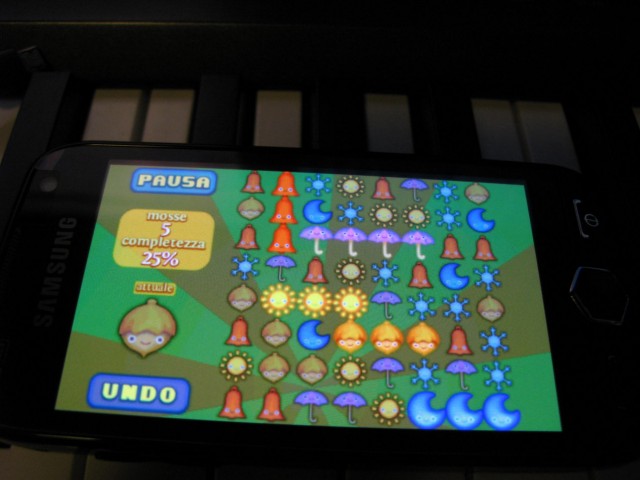 SAMSUNG
PAUSA
mosse
5
completezza
25%
attuale
UNDO